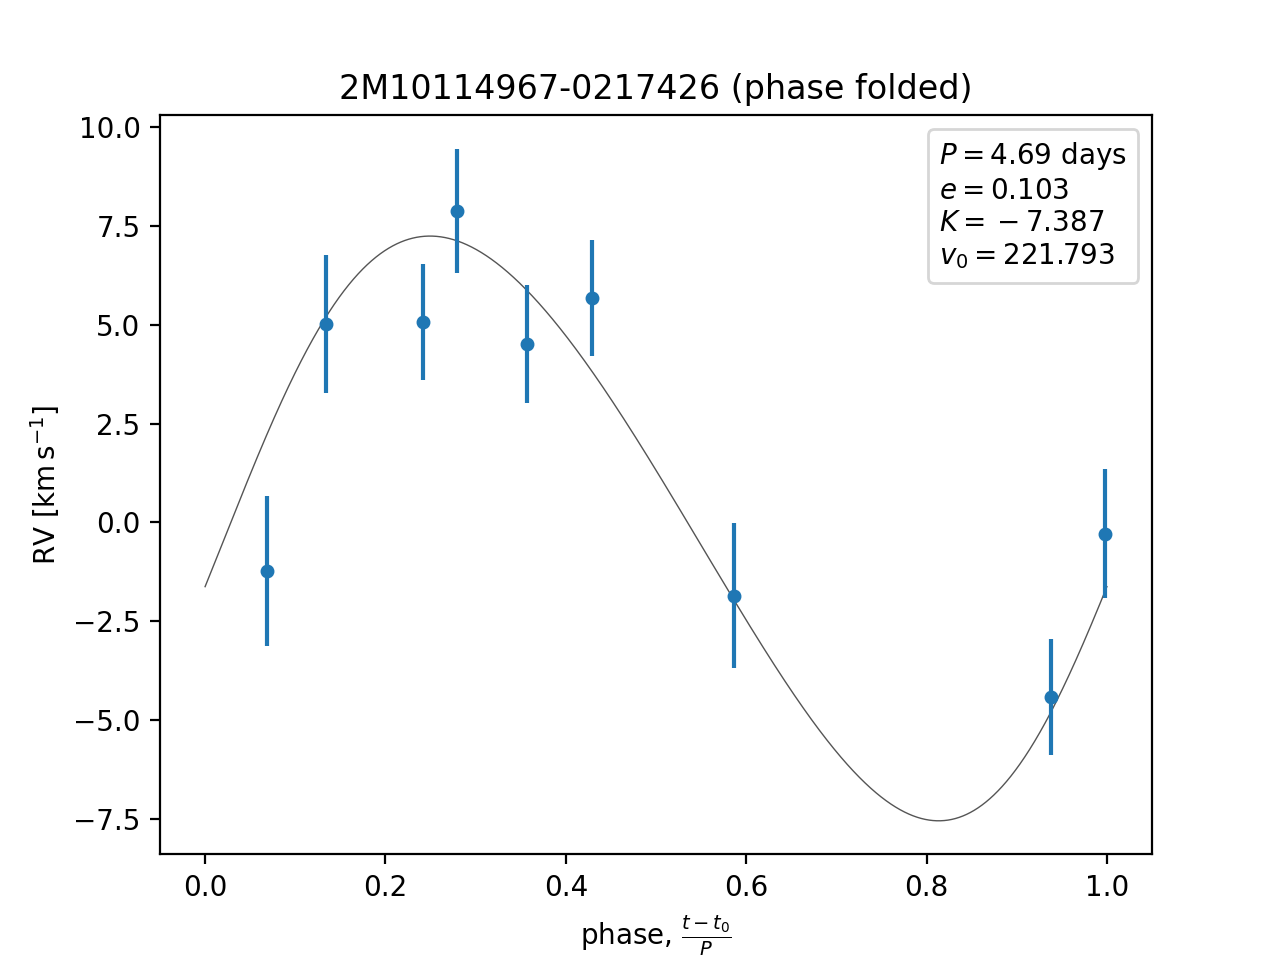 2M10114967-0217426 (phase folded)
P = 4.69 days
e = 0.103
K = −7.387
v₀ = 221.793
10.0
7.5
5.0
2.5
0.0
−2.5
−5.0
−7.5
RV [km s⁻¹]
0.0 0.2 0.4 0.6 0.8 1.0
phase, (t − t₀)/P